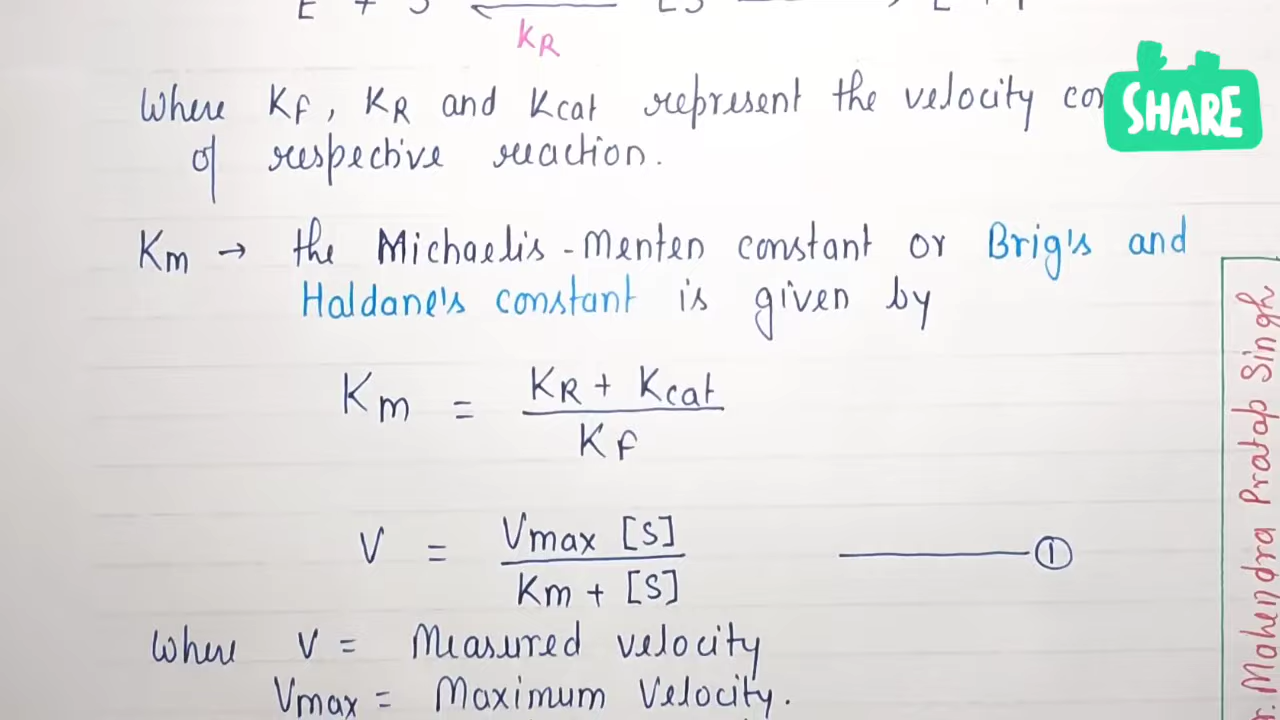 E + S ES E + P
KR
Where KF, KR and Kcat represent the velocity
of respective reaction.
Km → the Michaelis-Menten constant or Brig's and
Haldane's constant is given by
Km = KR + Kcat / KF
V = Vmax [S] / Km + [S] ——— ①
Where V = Measured velocity
Vmax = Maximum Velocity.
SHARE
Mahendra Pratap Singh